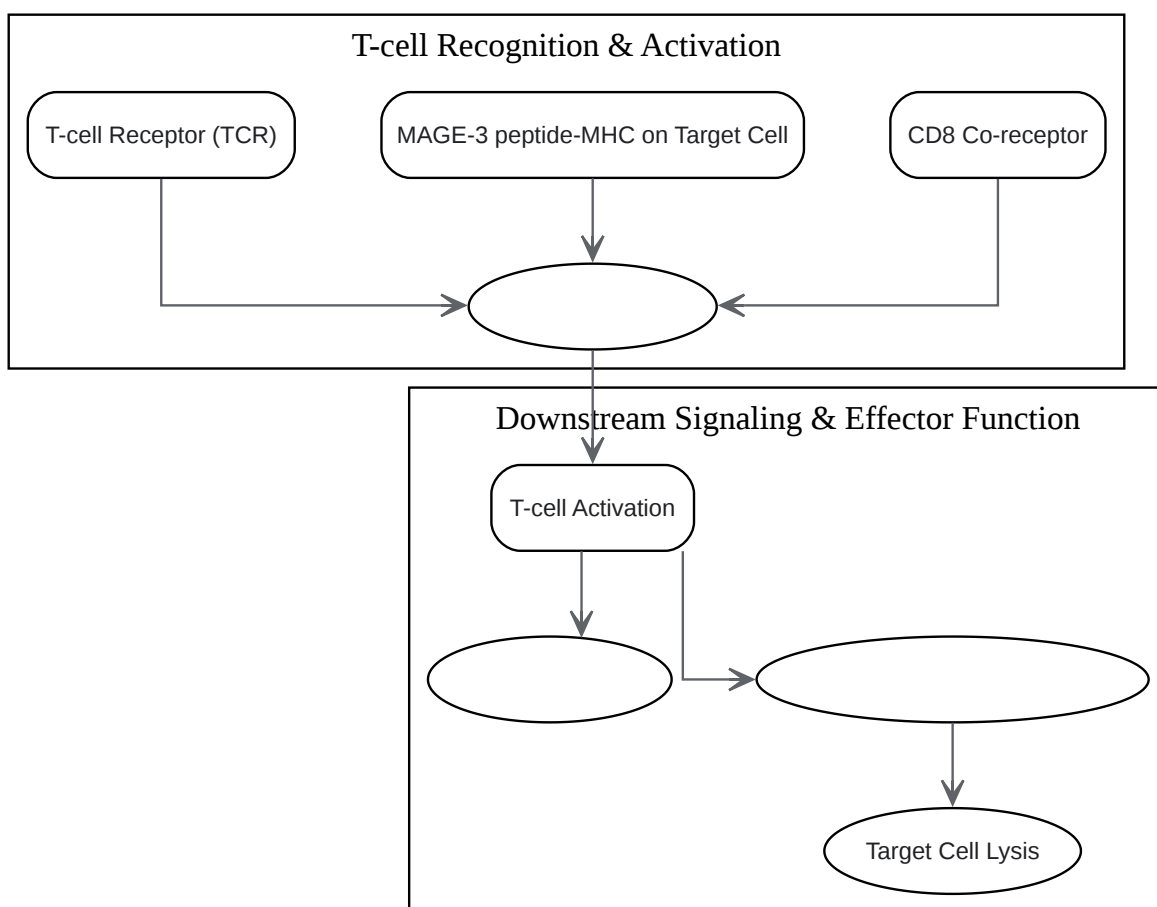 T-cell Recognition & Activation
T-cell Receptor (TCR)
MAGE-3 peptide-MHC on Target Cell
CD8 Co-receptor
Downstream Signaling & Effector Function
T-cell Activation
Target Cell Lysis